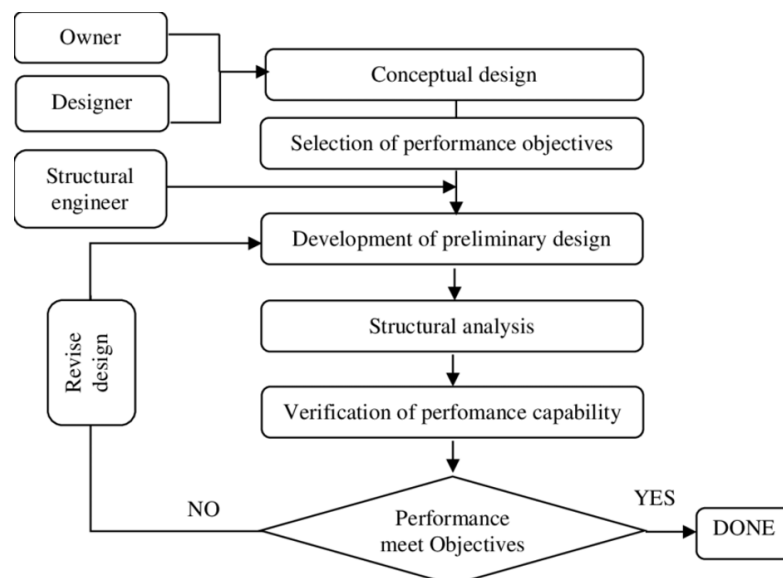 Owner
Conceptual design
Designer
Selection of performance objectives
Structural
engineer
Development of preliminary design
Structural analysis
Revise
design
Verification of perfomance capability
NO
YES
Performance
meet Objectives
DONE